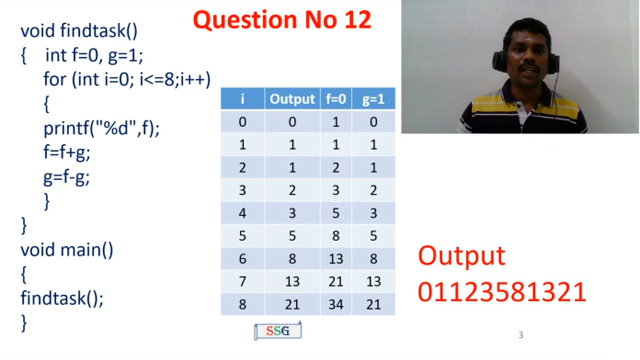 Question No 12
void findtask()
{ int f=0, g=1;
for (int i=0; i<=8;i++)
{
printf("%d",f);
f=f+g;
g=f-g;
}
}
void main()
{
findtask();
}
i Output f=0 g=1
0 0 1 0
1 1 1 1
2 1 2 1
3 2 3 2
4 3 5 3
5 5 8 5
6 8 13 8
7 13 21 13
8 21 34 21
Output
01123581321
SSG
3